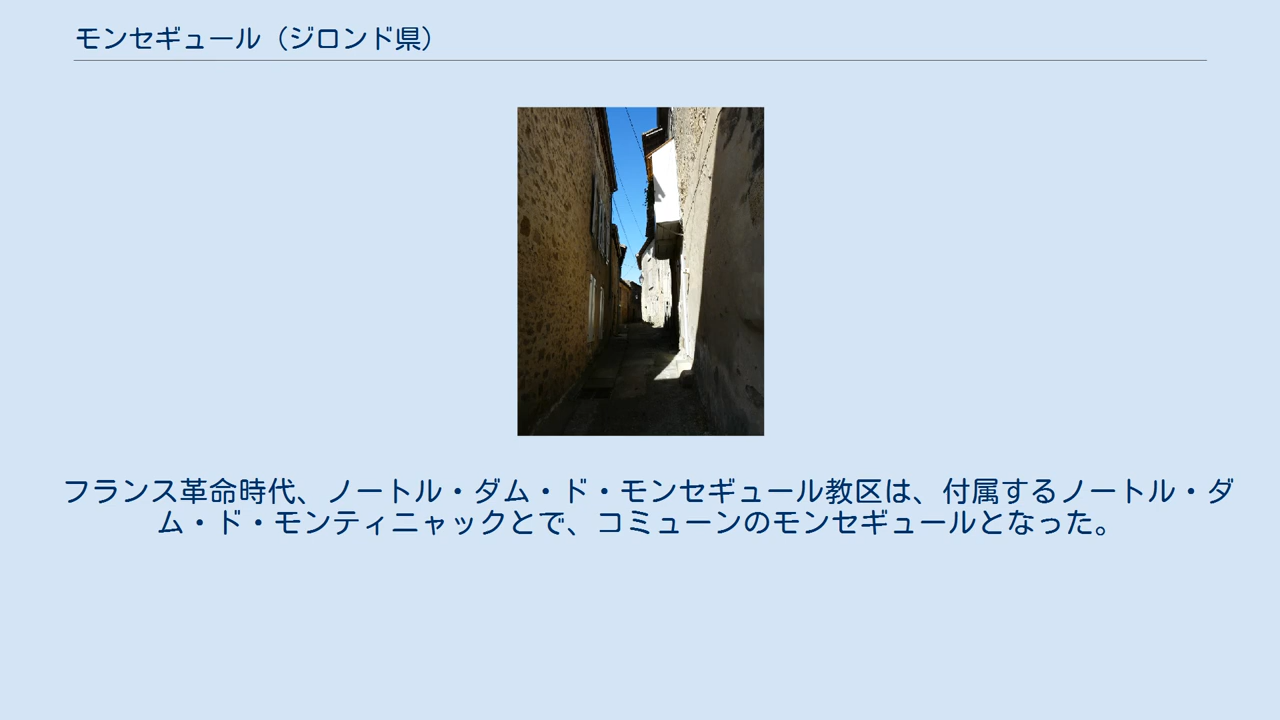 モンセギュール（ジロンド県）
フランス革命時代、ノートル・ダム・ド・モンセギュール教区は、付属するノートル・ダ
ム・ド・モンティニャックとで、コミューンのモンセギュールとなった。